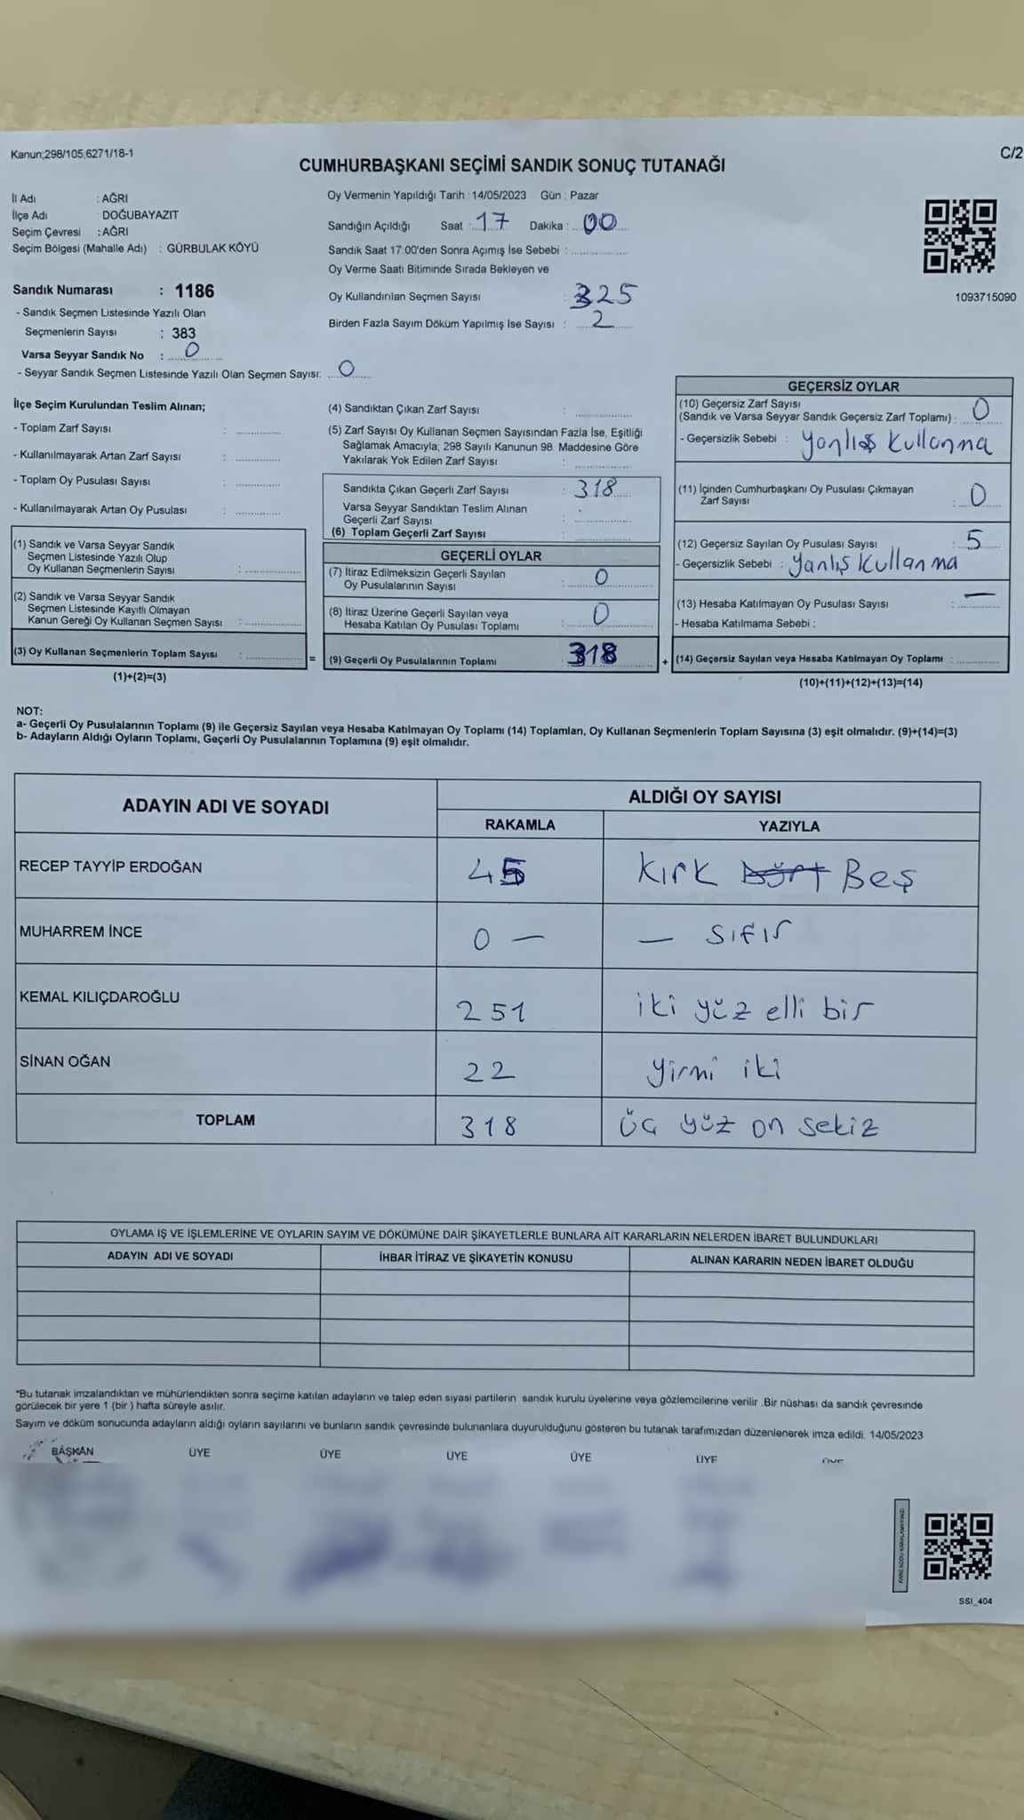 Kanun;298/105,6271/18-1
C/2
CUMHURBAŞKANI SEÇİMİ SANDIK SONUÇ TUTANAĞI
İl Adı : AĞRI
İlçe Adı DOĞUBAYAZIT
Seçim Çevresi : AĞRI
Seçim Bölgesi (Mahalle Adı) : GÜRBULAK KÖYÜ
Sandık Numarası : 1186
- Sandık Seçmen Listesinde Yazılı Olan
Seçmenlerin Sayısı : 383
Varsa Seyyar Sandık No : 0
- Seyyar Sandık Seçmen Listesinde Yazılı Olan Seçmen Sayısı: 0
Oy Vermenin Yapıldığı Tarih : 14/05/2023 Gün : Pazar
Sandığın Açıldığı Saat : 17 Dakika : 00
Sandık Saat 17:00'den Sonra Açımış İse Sebebi :
Oy Verme Saati Bitiminde Sırada Bekleyen ve
Oy Kullandırılan Seçmen Sayısı : 325
Birden Fazla Sayım Döküm Yapılmış İse Sayısı : 2
1093715090
İlçe Seçim Kurulundan Teslim Alınan;
- Toplam Zarf Sayısı :
- Kullanılmayarak Artan Zarf Sayısı :
- Toplam Oy Pusulası Sayısı :
- Kullanılmayarak Artan Oy Pusulası :
(1) Sandık ve Varsa Seyyar Sandık
Seçmen Listesinde Yazılı Olup
Oy Kullanan Seçmenlerin Sayısı :
(2) Sandık ve Varsa Seyyar Sandık
Seçmen Listesinde Kayıtlı Olmayan
Kanun Gereği Oy Kullanan Seçmen Sayısı :
(3) Oy Kullanan Seçmenlerin Toplam Sayısı :
(1)+(2)=(3)
=
(4) Sandıktan Çıkan Zarf Sayısı :
(5) Zarf Sayısı Oy Kullanan Seçmen Sayısından Fazla İse, Eşitliği
Sağlamak Amacıyla; 298 Sayılı Kanunun 98. Maddesine Göre
Yakılarak Yok Edilen Zarf Sayısı :
Sandıkta Çıkan Geçerli Zarf Sayısı : 318
Varsa Seyyar Sandıktan Teslim Alınan
Geçerli Zarf Sayısı :
(6) Toplam Geçerli Zarf Sayısı
GEÇERLİ OYLAR
(7) İtiraz Edilmeksizin Geçerli Sayılan
Oy Pusulalarının Sayısı : 0
(8) İtiraz Üzerine Geçerli Sayılan veya
Hesaba Katılan Oy Pusulası Toplamı : 0
(9) Geçerli Oy Pusulalarının Toplamı : 318
+
GEÇERSİZ OYLAR
(10) Geçersiz Zarf Sayısı
(Sandık ve Varsa Seyyar Sandık Geçersiz Zarf Toplamı) : 0
- Geçersizlik Sebebi : Yanlış Kullanma
(11) İçinden Cumhurbaşkanı Oy Pusulası Çıkmayan
Zarf Sayısı : 0
(12) Geçersiz Sayılan Oy Pusulası Sayısı : 5
- Geçersizlik Sebebi : Yanlış Kullanma
(13) Hesaba Katılmayan Oy Pusulası Sayısı : —
- Hesaba Katılmama Sebebi :
(14) Geçersiz Sayılan veya Hesaba Katılmayan Oy Toplamı :
(10)+(11)+(12)+(13)=(14)
NOT:
a- Geçerli Oy Pusulalarının Toplamı (9) ile Geçersiz Sayılan veya Hesaba Katılmayan Oy Toplamı (14) Toplamları, Oy Kullanan Seçmenlerin Toplam Sayısına (3) eşit olmalıdır. (9)+(14)=(3)
b- Adayların Aldığı Oyların Toplamı, Geçerli Oy Pusulalarının Toplamına (9) eşit olmalıdır.
ADAYIN ADI VE SOYADI ALDIĞI OY SAYISI
RAKAMLA YAZIYLA
RECEP TAYYİP ERDOĞAN 45 Kırk Dört Beş
MUHARREM İNCE 0 — — Sıfır
KEMAL KILIÇDAROĞLU 251 iki yüz elli bir
SİNAN OĞAN 22 Yirmi iki
TOPLAM 318 üç yüz on sekiz
OYLAMA İŞ VE İŞLEMLERİNE VE OYLARIN SAYIM VE DÖKÜMÜNE DAİR ŞİKAYETLERLE BUNLARA AİT KARARLARIN NELERDEN İBARET BULUNDUKLARI
ADAYIN ADI VE SOYADI İHBAR İTİRAZ VE ŞİKAYETİN KONUSU ALINAN KARARIN NEDEN İBARET OLDUĞU
*Bu tutanak imzalandıktan ve mühürlendikten sonra seçime katılan adayların ve talep eden siyasi partilerin sandık kurulu üyelerine veya gözlemcilerine verilir .Bir nüshası da sandık çevresinde
görülecek bir yere 1 (bir ) hafta süreyle asılır.
Sayım ve döküm sonucunda adayların aldığı oyların sayılarını ve bunların sandık çevresinde bulunanlara duyurulduğunu gösteren bu tutanak tarafımızdan düzenlenerek imza edildi. 14/05/2023
BAŞKAN ÜYE ÜYE ÜYE ÜYE ÜYE
SSI_404